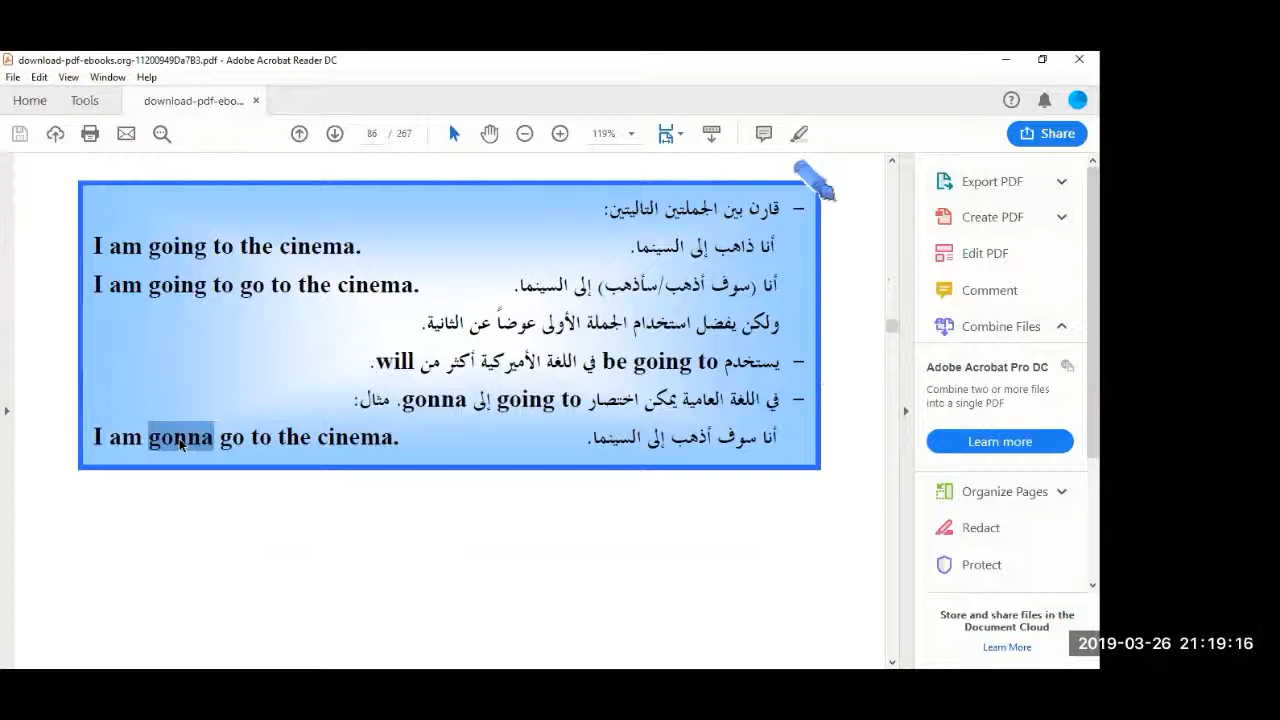 download-pdf-ebooks.org-11200949Da7B3.pdf - Adobe Acrobat Reader DC
File Edit View Window Help
Home Tools download-pdf-ebo... ×
86 / 267 119% Share
– قارن بين الجملتين التاليتين:
I am going to the cinema. أنا ذاهب إلى السينما.
I am going to go to the cinema. أنا (سوف أذهب/سأذهب) إلى السينما.
ولكن يفضل استخدام الجملة الأولى عوضاً عن الثانية.
– يستخدم be going to في اللغة الأميركية أكثر من will.
– في اللغة العامية يمكن اختصار going to إلى gonna. مثال:
I am gonna go to the cinema. أنا سوف أذهب إلى السينما.
Export PDF
Create PDF
Edit PDF
Comment
Combine Files
Adobe Acrobat Pro DC
Combine two or more files
into a single PDF
Learn more
Organize Pages
Redact
Protect
Store and share files in the
Document Cloud
Learn More
2019-03-26 21:19:16